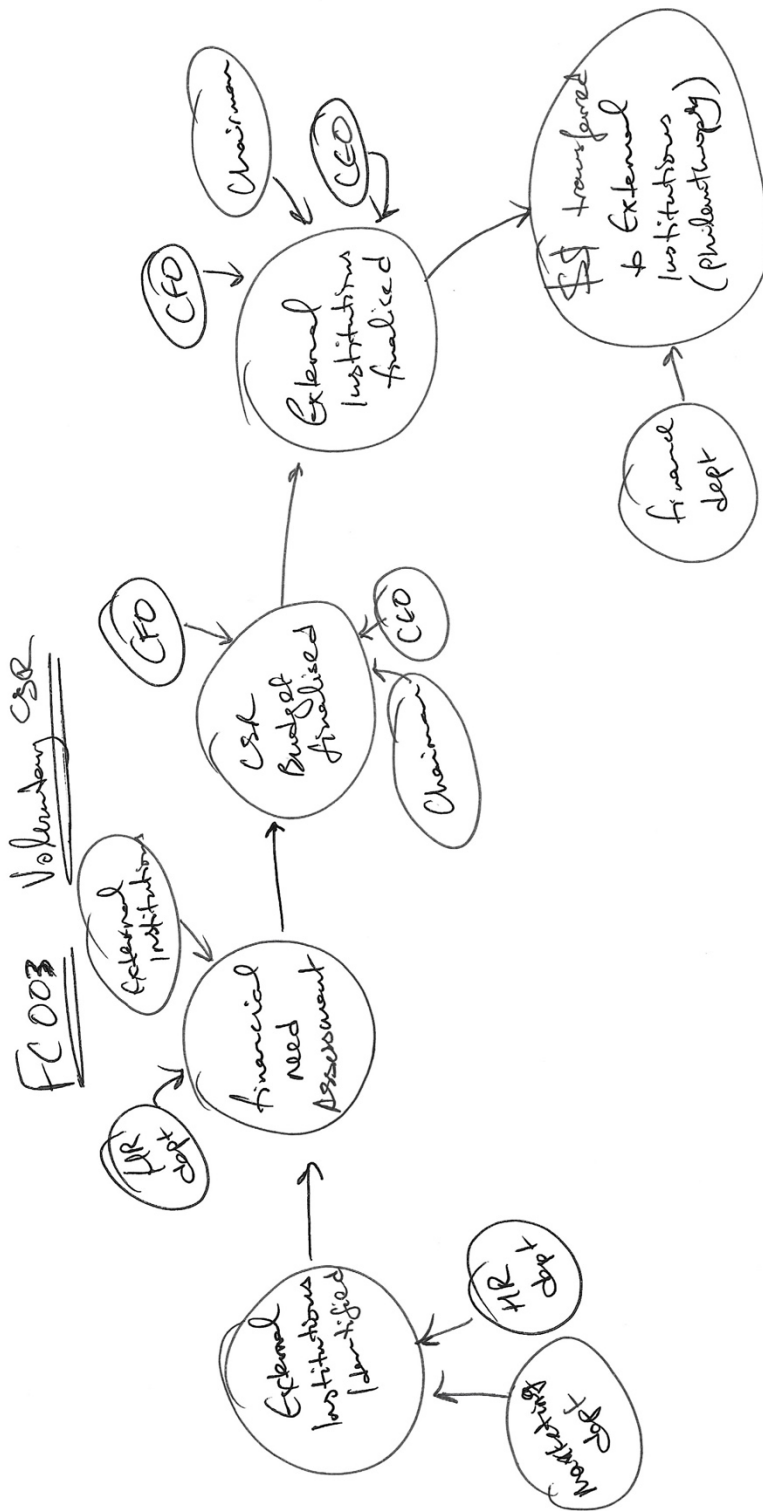 FC 003 Voluntary CSR
External
Institutions
HR
dept
financial
need
Assessment
External
Institutions
Identified
HR
dept
Marketing
dept
CFO
CSR
Budget
finalised
CEO
Chairman
CFO
Chairman
CEO
External
Institutions
finalised
$$ transferred
to External
Institutions
(Philanthropy)
finance
dept